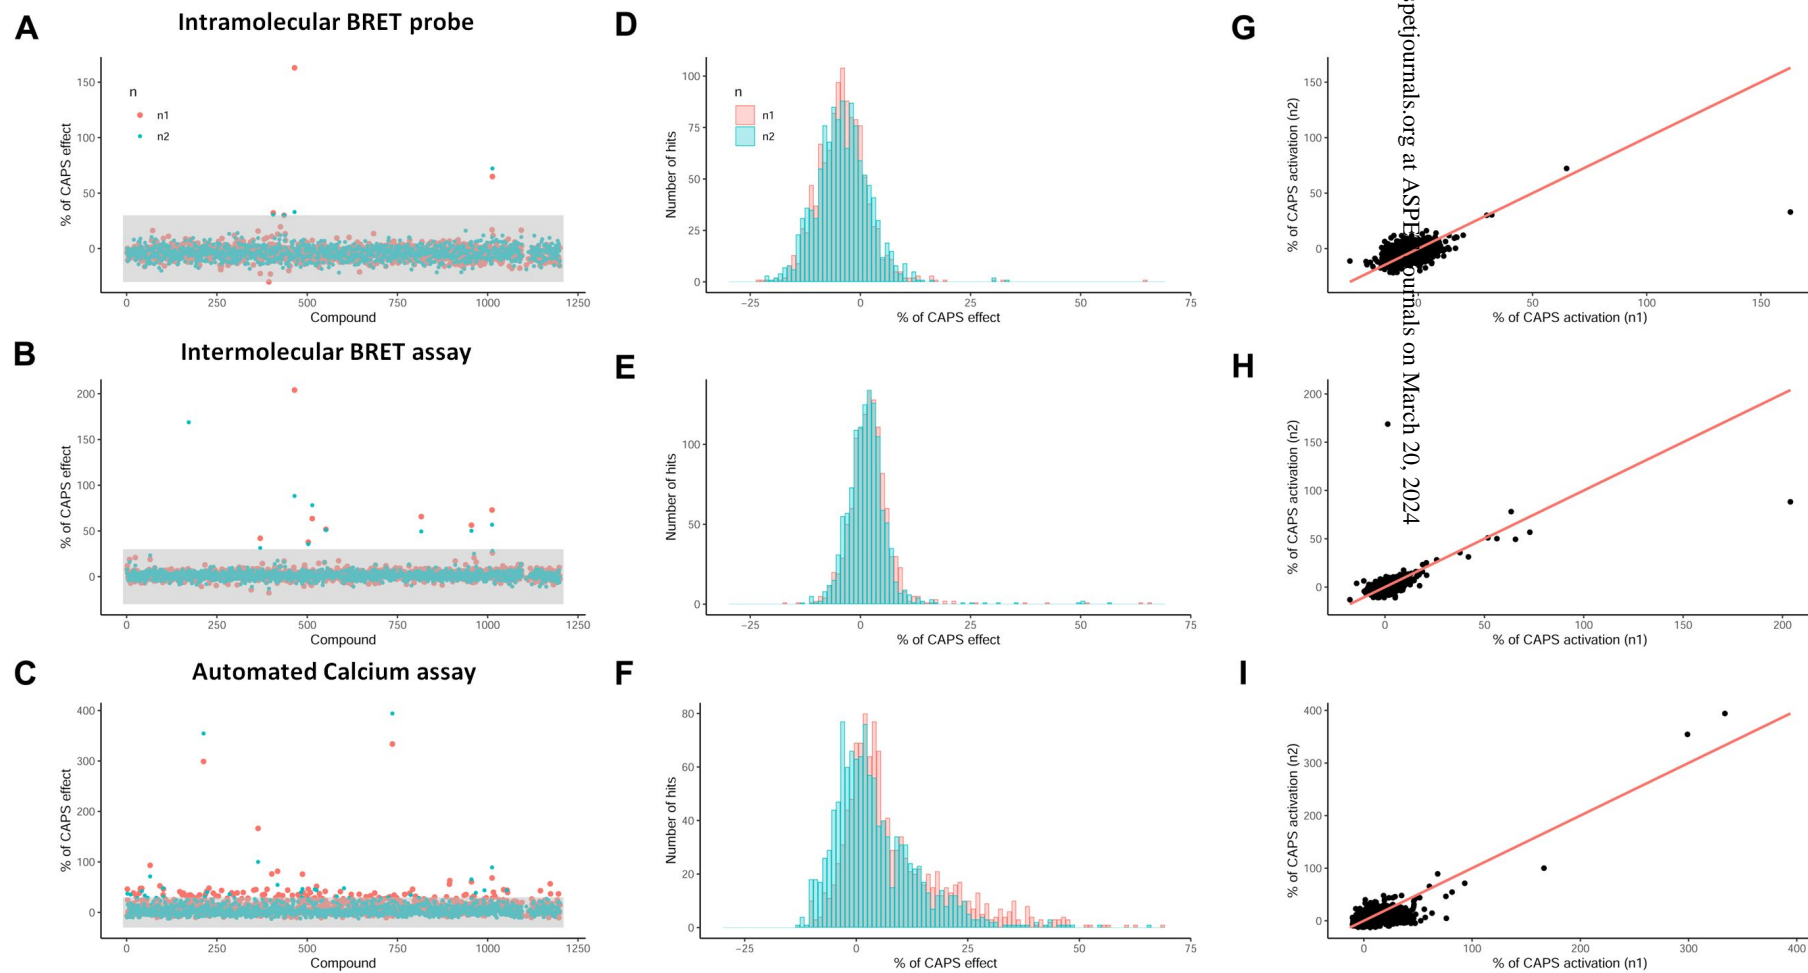 A
Intramolecular BRET probe
% of CAPS effect
150
100
50
0
n
n1
n2
0
250
500
750
1000
1250
Compound
D
Number of hits
100
75
50
25
0
n
n1
n2
−25
0
25
50
75
% of CAPS effect
G
% of CAPS activation (n2)
150
100
50
0
50
100
150
% of CAPS activation (n1)
B
Intermolecular BRET assay
% of CAPS effect
200
150
100
50
0
0
250
500
750
1000
1250
Compound
E
Number of hits
100
50
0
−25
0
25
50
75
% of CAPS effect
H
% of CAPS activation (n2)
200
150
100
50
0
0
50
100
150
200
% of CAPS activation (n1)
C
Automated Calcium assay
% of CAPS effect
400
300
200
100
0
0
250
500
750
1000
1250
Compound
F
Number of hits
80
60
40
20
0
−25
0
25
50
75
% of CAPS effect
I
% of CAPS activation (n2)
400
300
200
100
0
0
100
200
300
400
% of CAPS activation (n1)
spetjournals.org at ASPET Journals on March 20, 2024